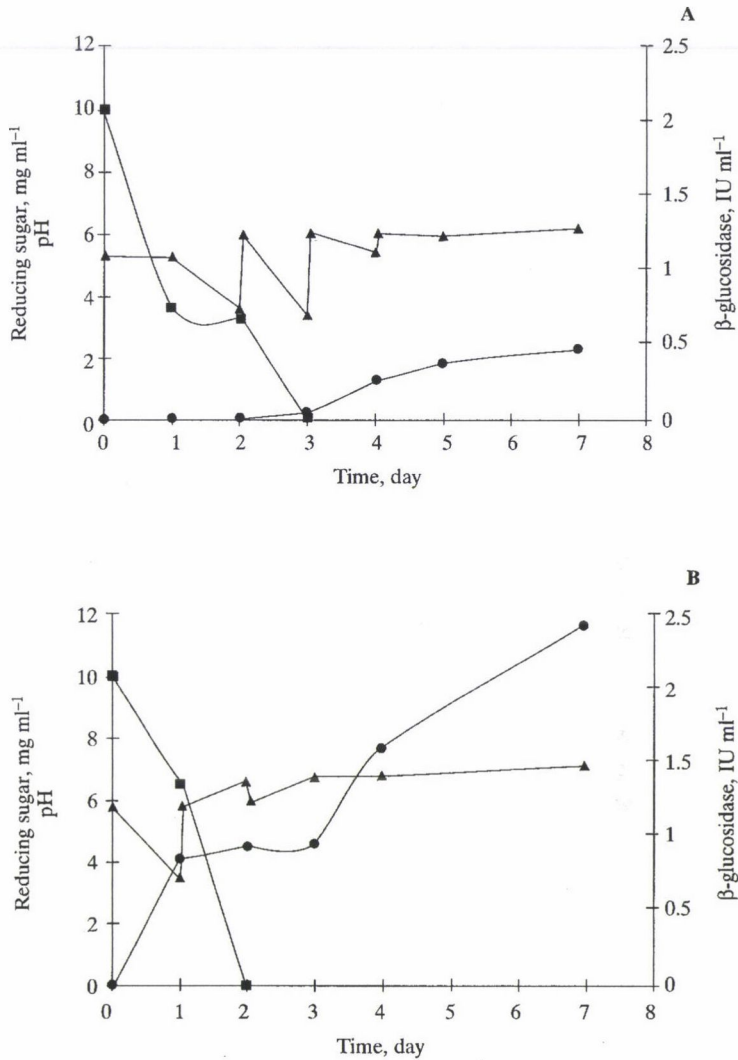 A
12
10
8
6
4
2
0
Reducing sugar, mg ml⁻¹
pH
2.5
2
1.5
1
0.5
0
β-glucosidase, IU ml⁻¹
0 1 2 3 4 5 6 7 8
Time, day
B
12
10
8
6
4
2
0
Reducing sugar, mg ml⁻¹
pH
2.5
2
1.5
1
0.5
0
β-glucosidase, IU ml⁻¹
0 1 2 3 4 5 6 7 8
Time, day